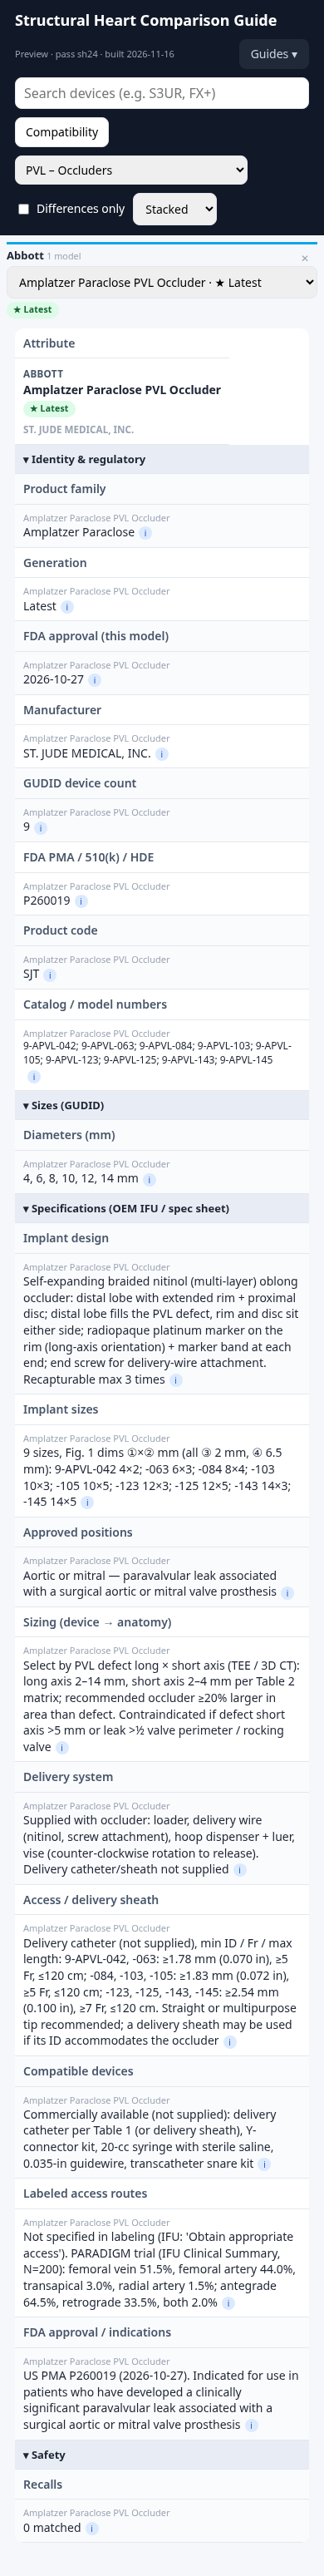 Structural Heart Comparison Guide
Preview · pass sh24 · built 2026-11-16
Guides ▾
Search devices (e.g. S3UR, FX+)
Compatibility
PVL – Occluders
Differences only
Stacked
Abbott 1 model
×
Amplatzer Paraclose PVL Occluder · ★ Latest
★ Latest
Attribute
ABBOTT
Amplatzer Paraclose PVL Occluder
★ Latest
ST. JUDE MEDICAL, INC.
▾ Identity & regulatory
Product family
Amplatzer Paraclose PVL Occluder
Amplatzer Paraclose i
Generation
Amplatzer Paraclose PVL Occluder
Latest i
FDA approval (this model)
Amplatzer Paraclose PVL Occluder
2026-10-27 i
Manufacturer
Amplatzer Paraclose PVL Occluder
ST. JUDE MEDICAL, INC. i
GUDID device count
Amplatzer Paraclose PVL Occluder
9 i
FDA PMA / 510(k) / HDE
Amplatzer Paraclose PVL Occluder
P260019 i
Product code
Amplatzer Paraclose PVL Occluder
SJT i
Catalog / model numbers
Amplatzer Paraclose PVL Occluder
9-APVL-042; 9-APVL-063; 9-APVL-084; 9-APVL-103; 9-APVL-
105; 9-APVL-123; 9-APVL-125; 9-APVL-143; 9-APVL-145
i
▾ Sizes (GUDID)
Diameters (mm)
Amplatzer Paraclose PVL Occluder
4, 6, 8, 10, 12, 14 mm i
▾ Specifications (OEM IFU / spec sheet)
Implant design
Amplatzer Paraclose PVL Occluder
Self-expanding braided nitinol (multi-layer) oblong
occluder: distal lobe with extended rim + proximal
disc; distal lobe fills the PVL defect, rim and disc sit
either side; radiopaque platinum marker on the
rim (long-axis orientation) + marker band at each
end; end screw for delivery-wire attachment.
Recapturable max 3 times i
Implant sizes
Amplatzer Paraclose PVL Occluder
9 sizes, Fig. 1 dims ①×② mm (all ③ 2 mm, ④ 6.5
mm): 9-APVL-042 4×2; -063 6×3; -084 8×4; -103
10×3; -105 10×5; -123 12×3; -125 12×5; -143 14×3;
-145 14×5 i
Approved positions
Amplatzer Paraclose PVL Occluder
Aortic or mitral — paravalvular leak associated
with a surgical aortic or mitral valve prosthesis i
Sizing (device → anatomy)
Amplatzer Paraclose PVL Occluder
Select by PVL defect long × short axis (TEE / 3D CT):
long axis 2–14 mm, short axis 2–4 mm per Table 2
matrix; recommended occluder ≥20% larger in
area than defect. Contraindicated if defect short
axis >5 mm or leak >½ valve perimeter / rocking
valve i
Delivery system
Amplatzer Paraclose PVL Occluder
Supplied with occluder: loader, delivery wire
(nitinol, screw attachment), hoop dispenser + luer,
vise (counter-clockwise rotation to release).
Delivery catheter/sheath not supplied i
Access / delivery sheath
Amplatzer Paraclose PVL Occluder
Delivery catheter (not supplied), min ID / Fr / max
length: 9-APVL-042, -063: ≥1.78 mm (0.070 in), ≥5
Fr, ≤120 cm; -084, -103, -105: ≥1.83 mm (0.072 in),
≥5 Fr, ≤120 cm; -123, -125, -143, -145: ≥2.54 mm
(0.100 in), ≥7 Fr, ≤120 cm. Straight or multipurpose
tip recommended; a delivery sheath may be used
if its ID accommodates the occluder i
Compatible devices
Amplatzer Paraclose PVL Occluder
Commercially available (not supplied): delivery
catheter per Table 1 (or delivery sheath), Y-
connector kit, 20-cc syringe with sterile saline,
0.035-in guidewire, transcatheter snare kit i
Labeled access routes
Amplatzer Paraclose PVL Occluder
Not specified in labeling (IFU: 'Obtain appropriate
access'). PARADIGM trial (IFU Clinical Summary,
N=200): femoral vein 51.5%, femoral artery 44.0%,
transapical 3.0%, radial artery 1.5%; antegrade
64.5%, retrograde 33.5%, both 2.0% i
FDA approval / indications
Amplatzer Paraclose PVL Occluder
US PMA P260019 (2026-10-27). Indicated for use in
patients who have developed a clinically
significant paravalvular leak associated with a
surgical aortic or mitral valve prosthesis i
▾ Safety
Recalls
Amplatzer Paraclose PVL Occluder
0 matched i